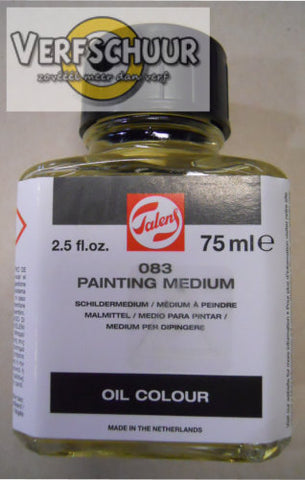 VERFSCHUUR
zoveel meer dan verf
Talens
2.5 fl.oz. 75 ml e
083
PAINTING MEDIUM
SCHILDERMEDIUM / MÉDIUM À PEINDRE
MALMITTEL / MEDIO PARA PINTAR /
MEDIUM PER DIPINGERE
OIL COLOUR
MADE IN THE NETHERLANDS